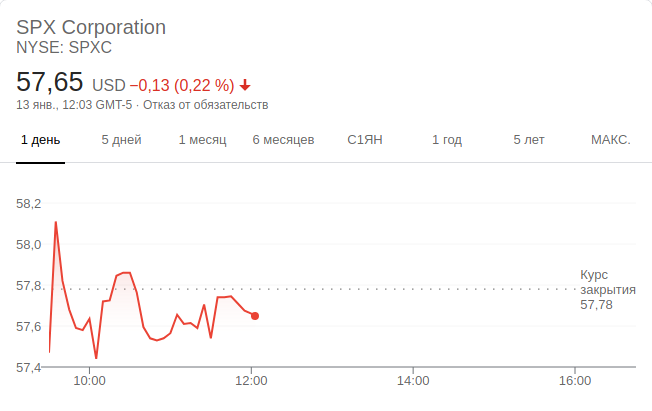 SPX Corporation
NYSE: SPXC
57,65 USD −0,13 (0,22 %)
13 янв., 12:03 GMT-5 · Отказ от обязательств
1 день 5 дней 1 месяц 6 месяцев С1ЯН 1 год 5 лет МАКС.
58,2
58,0
57,8
57,6
57,4
Курс
закрытия
57,78
10:00 12:00 14:00 16:00